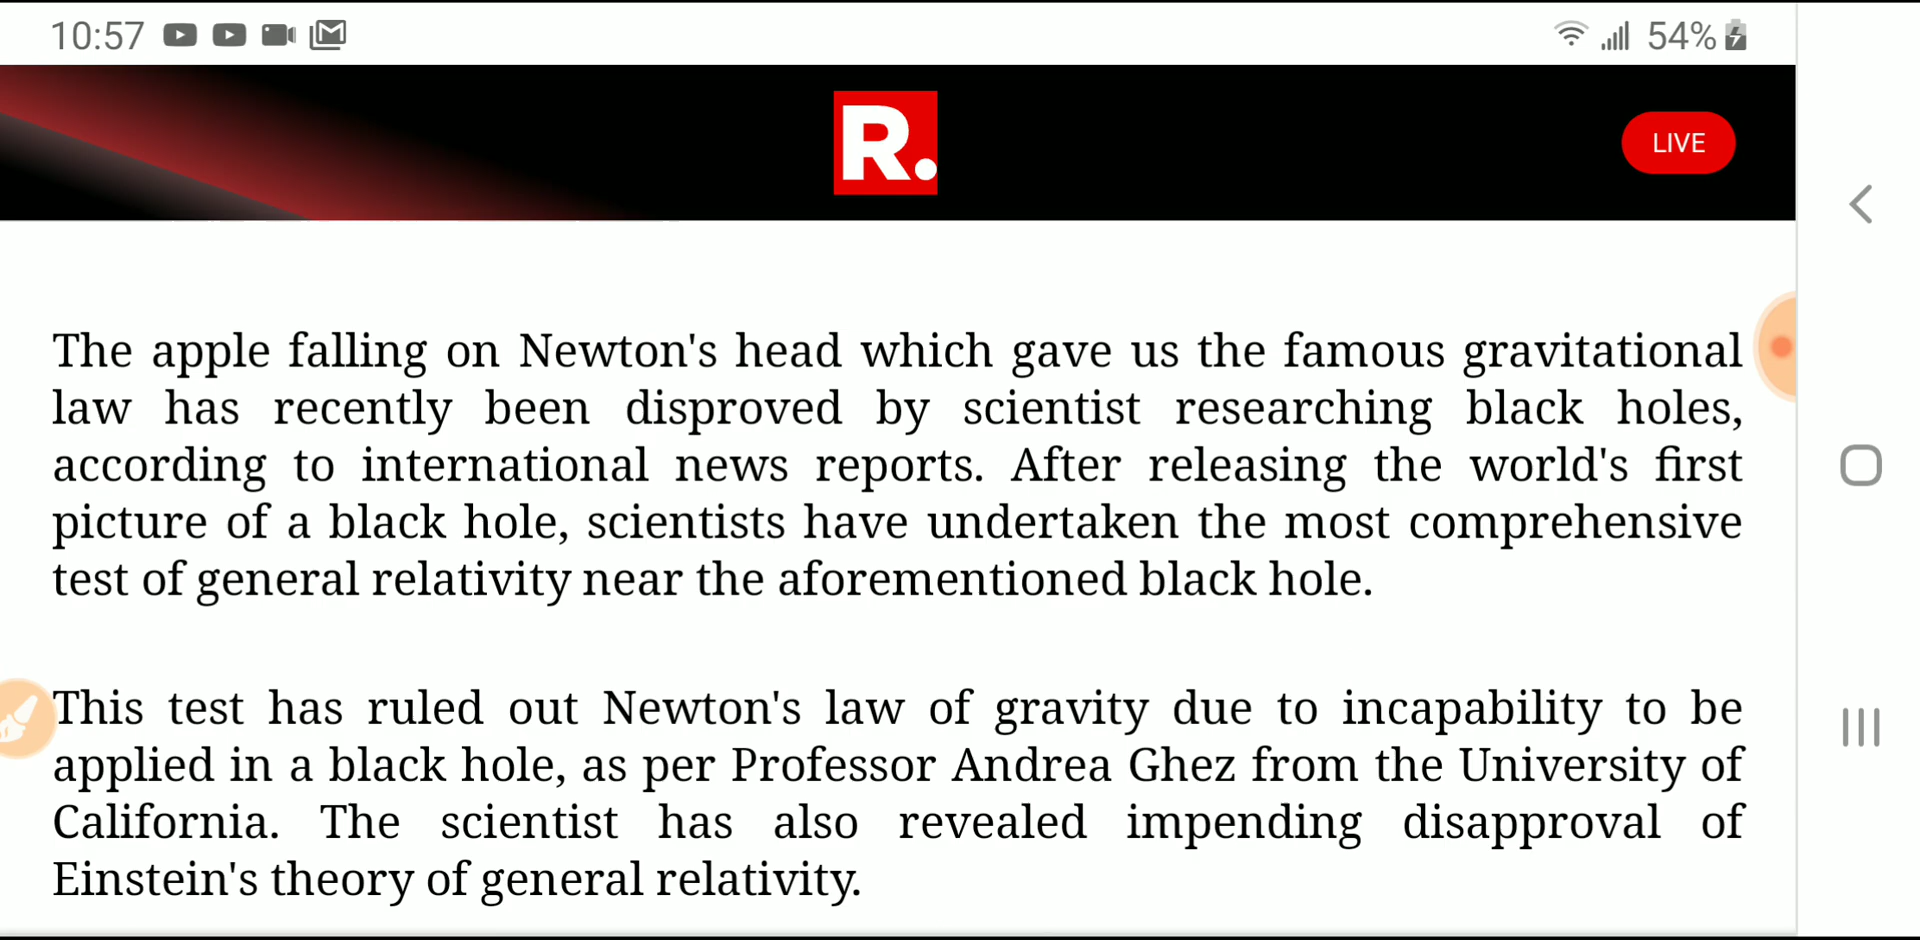 10:57 54%
R.
LIVE
The apple falling on Newton's head which gave us the famous gravitational
law has recently been disproved by scientist researching black holes,
according to international news reports. After releasing the world's first
picture of a black hole, scientists have undertaken the most comprehensive
test of general relativity near the aforementioned black hole.
This test has ruled out Newton's law of gravity due to incapability to be
applied in a black hole, as per Professor Andrea Ghez from the University of
California. The scientist has also revealed impending disapproval of
Einstein's theory of general relativity.